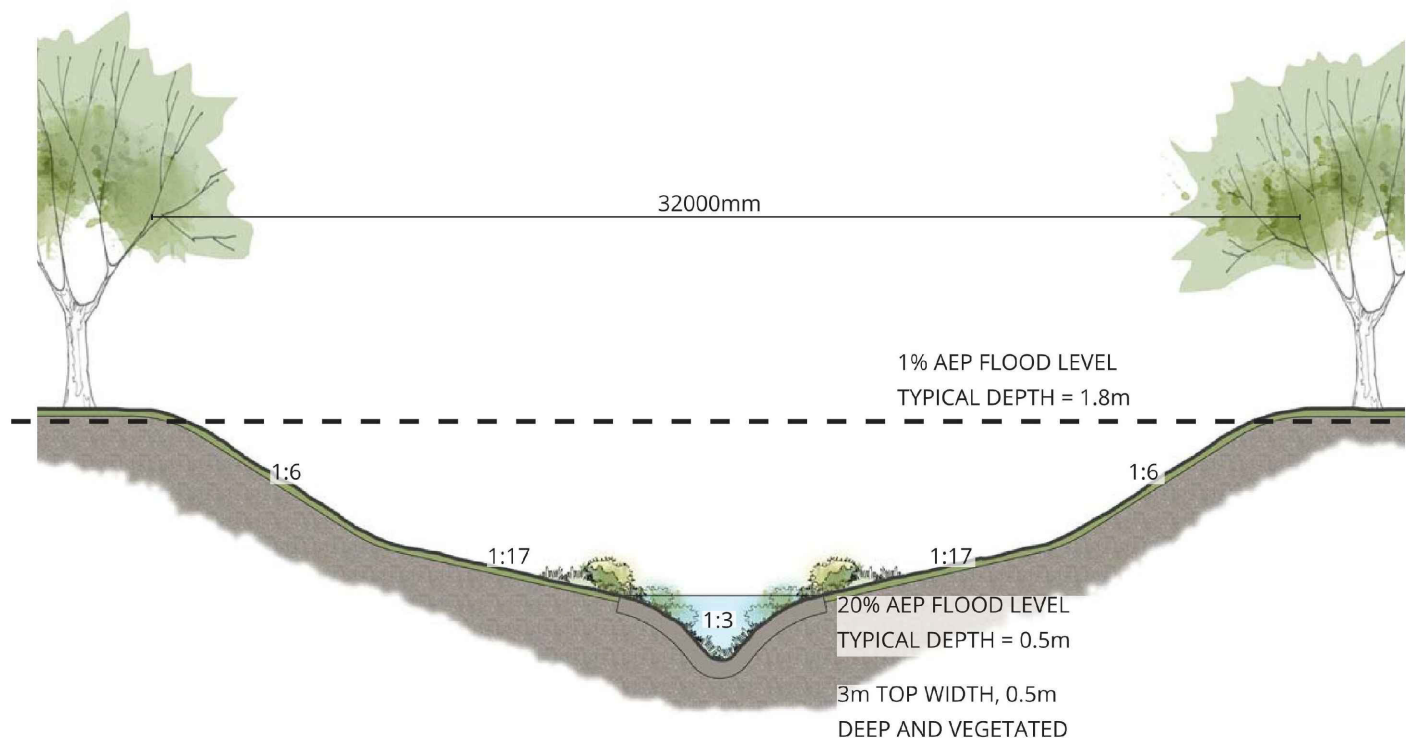 32000mm
1% AEP FLOOD LEVEL
TYPICAL DEPTH = 1.8m
1:6
1:6
1:17
1:17
1:3
20% AEP FLOOD LEVEL
TYPICAL DEPTH = 0.5m
3m TOP WIDTH, 0.5m
DEEP AND VEGETATED